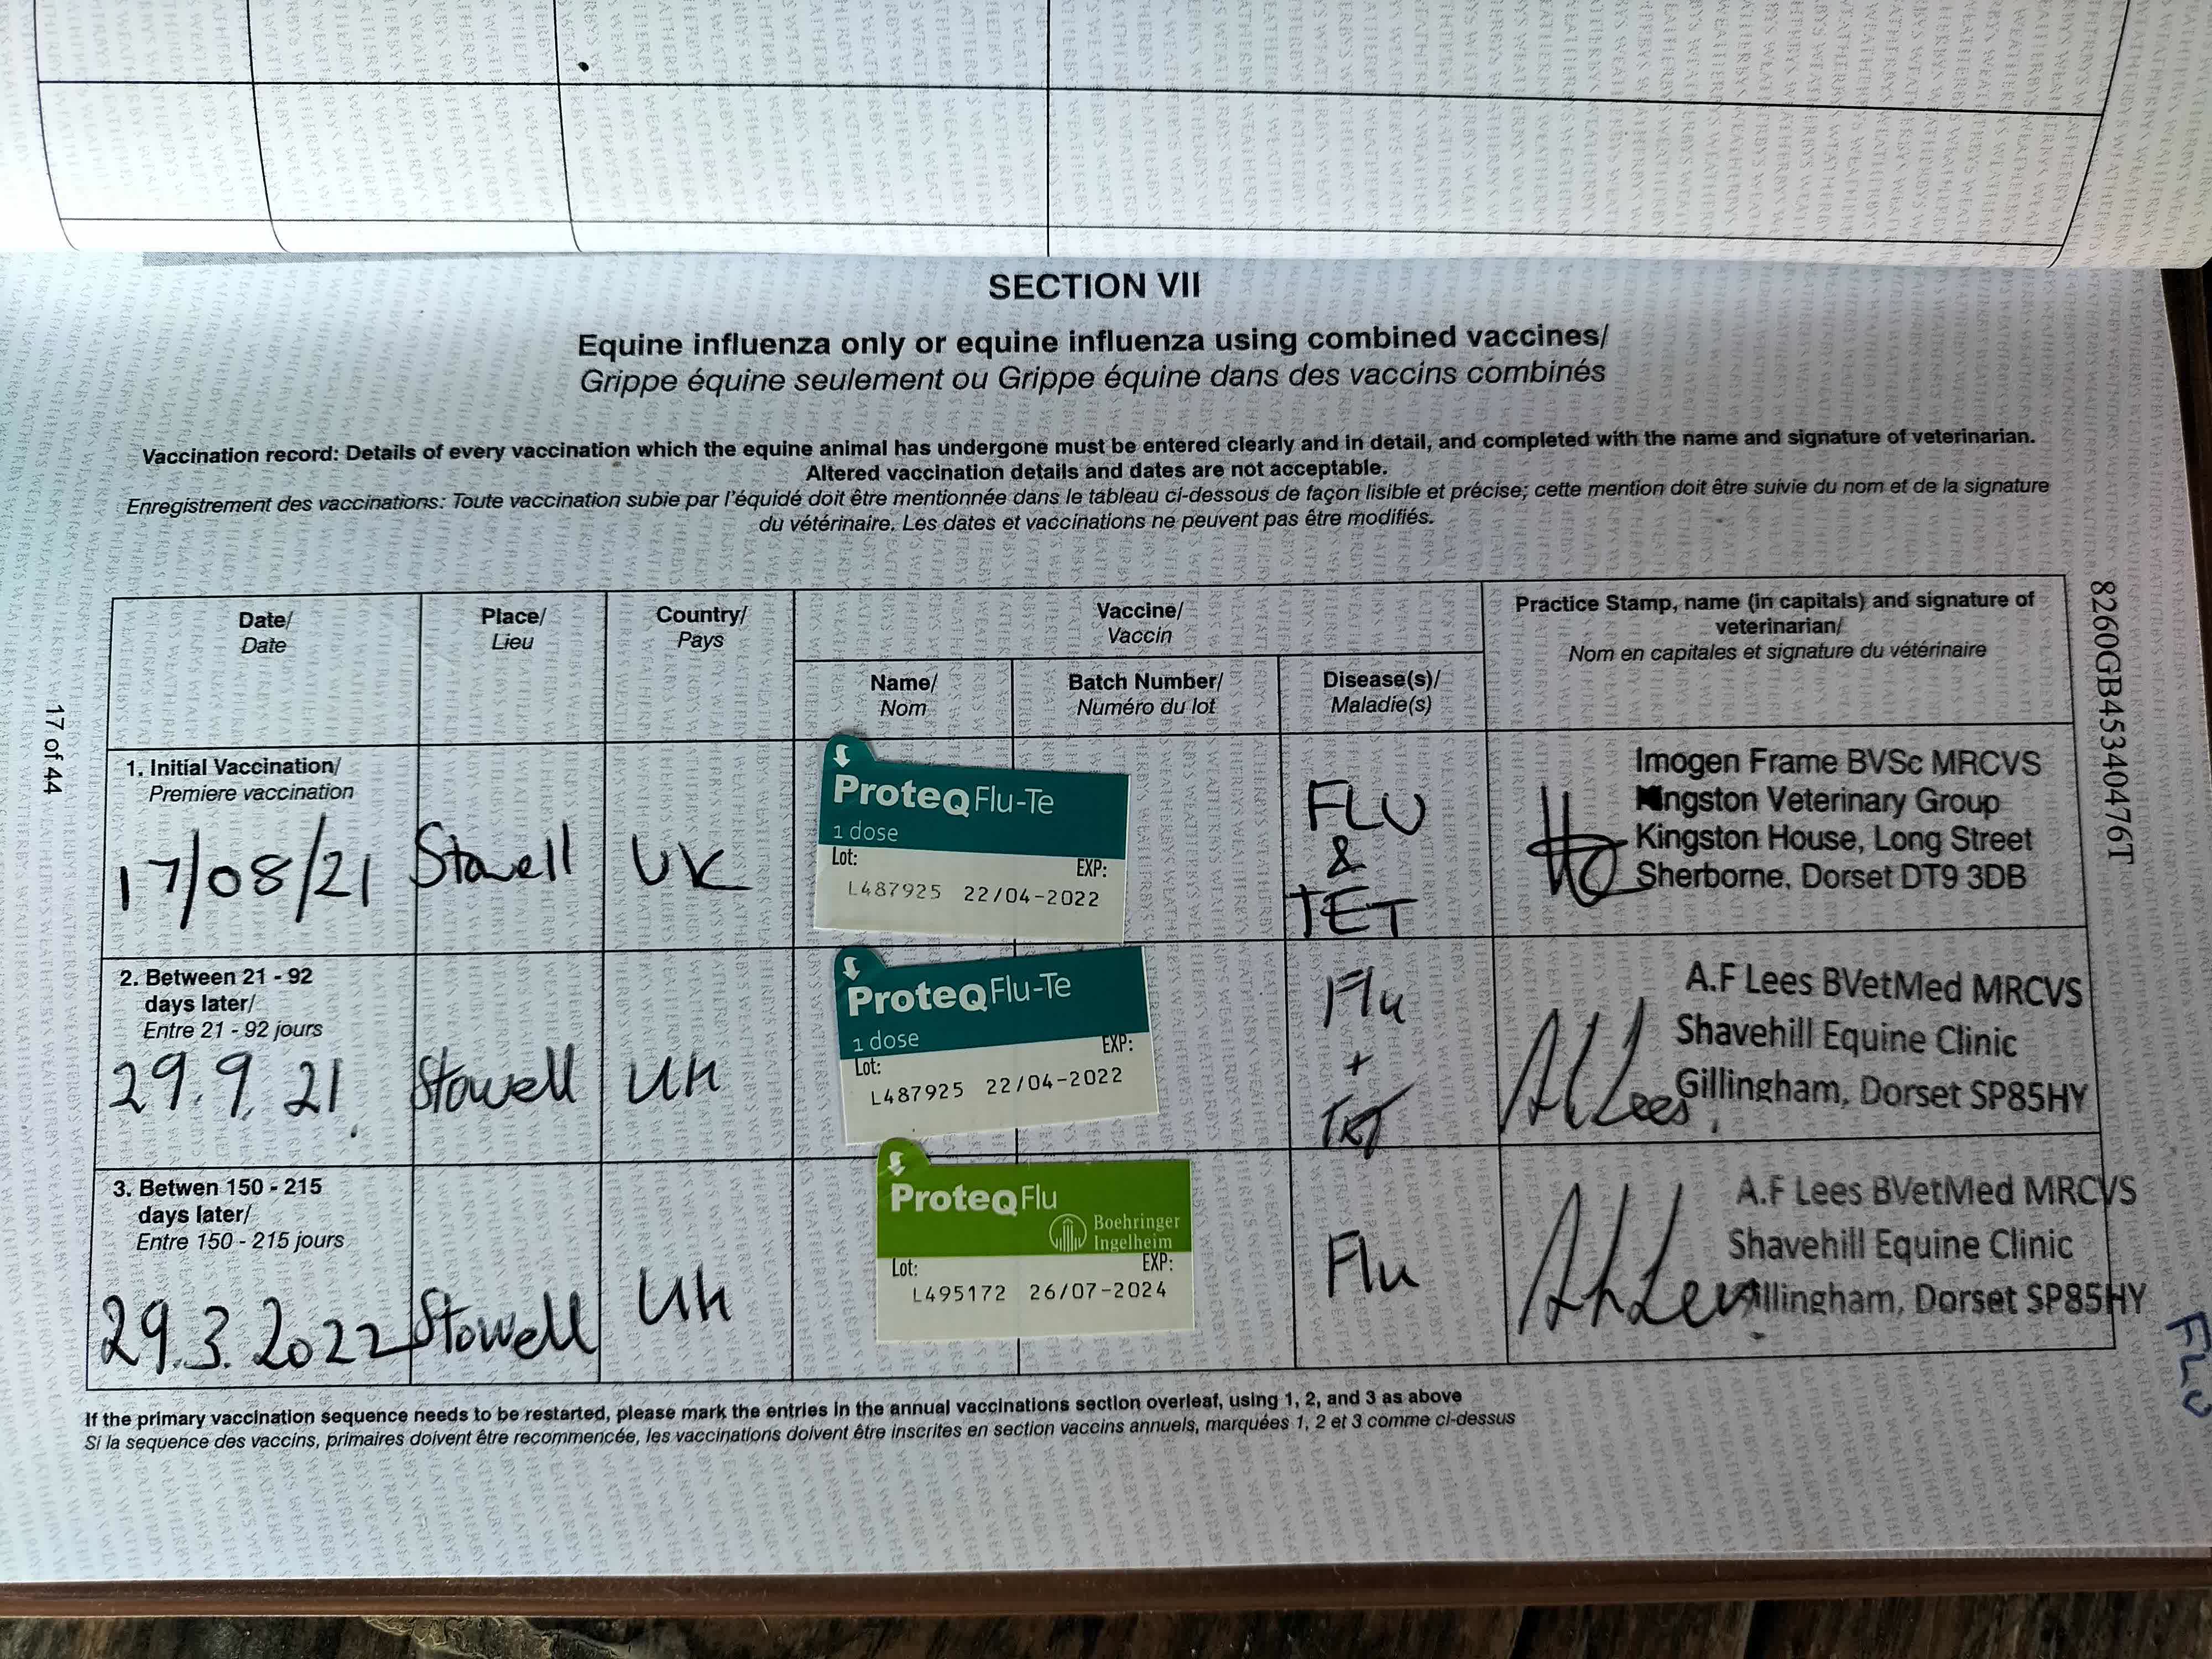 SECTION VII
Equine influenza only or equine influenza using combined vaccines/
Grippe équine seulement ou Grippe équine dans des vaccins combinés
Vaccination record: Details of every vaccination which the equine animal has undergone must be entered clearly and in detail, and completed with the name and signature of veterinarian.
Altered vaccination details and dates are not acceptable.
Enregistrement des vaccinations: Toute vaccination subie par l'équidé doit être mentionnée dans le tableau ci-dessous de façon lisible et précise; cette mention doit être suivie du nom et de la signature
du vétérinaire. Les dates et vaccinations ne peuvent pas être modifiés.
Date/
Date
Place/
Lieu
Country/
Pays
Vaccine/
Vaccin
Name/
Nom
Batch Number/
Numéro du lot
Disease(s)/
Maladie(s)
Practice Stamp, name (in capitals) and signature of
veterinarian/
Nom en capitales et signature du vétérinaire
1. Initial Vaccination/
Premiere vaccination
17/08/21
Stowell
UK
ProteqFlu-Te
1 dose
Lot:
EXP:
L487925 22/04-2022
FLU
&
TET
Imogen Frame BVSc MRCVS
Kingston Veterinary Group
Kingston House, Long Street
Sherborne, Dorset DT9 3DB
2. Between 21 - 92
days later/
Entre 21 - 92 jours
29.9.21
Stowell
UK
ProteqFlu-Te
1 dose
Lot:
EXP:
L487925 22/04-2022
Flu
+
TET
A.F Lees BVetMed MRCVS
Shavehill Equine Clinic
Gillingham, Dorset SP85HY
AFLees
3. Betwen 150 - 215
days later/
Entre 150 - 215 jours
29.3.2022
Stowell
UK
ProteqFlu
Boehringer
Ingelheim
Lot:
EXP:
L495172 26/07-2024
Flu
A.F Lees BVetMed MRCVS
Shavehill Equine Clinic
Gillingham, Dorset SP85HY
AFLees
If the primary vaccination sequence needs to be restarted, please mark the entries in the annual vaccinations section overleaf, using 1, 2, and 3 as above
Si la sequence des vaccins, primaires doivent être recommencée, les vaccinations doivent être inscrites en section vaccins annuels, marquées 1, 2 et 3 comme ci-dessus
17 of 44
8260GB45340476T
FLU